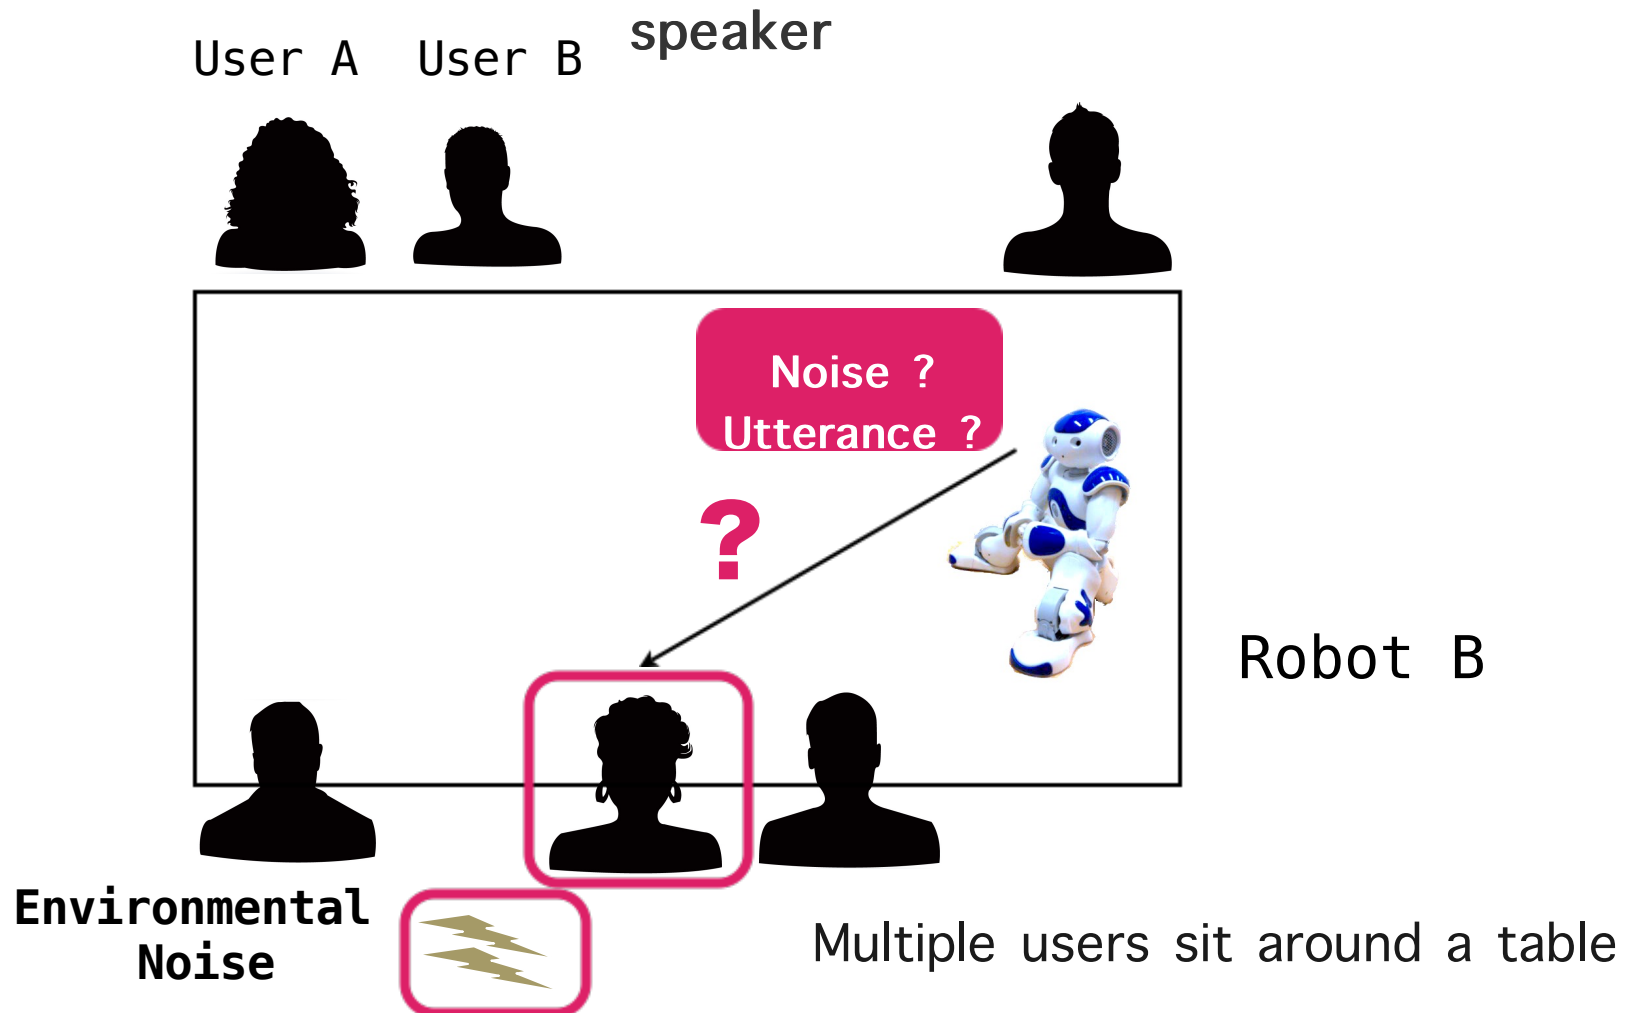 speaker
User A
User B
Noise ?
Utterance ?
?
Robot B
Environmental
Noise
Multiple users sit around a table